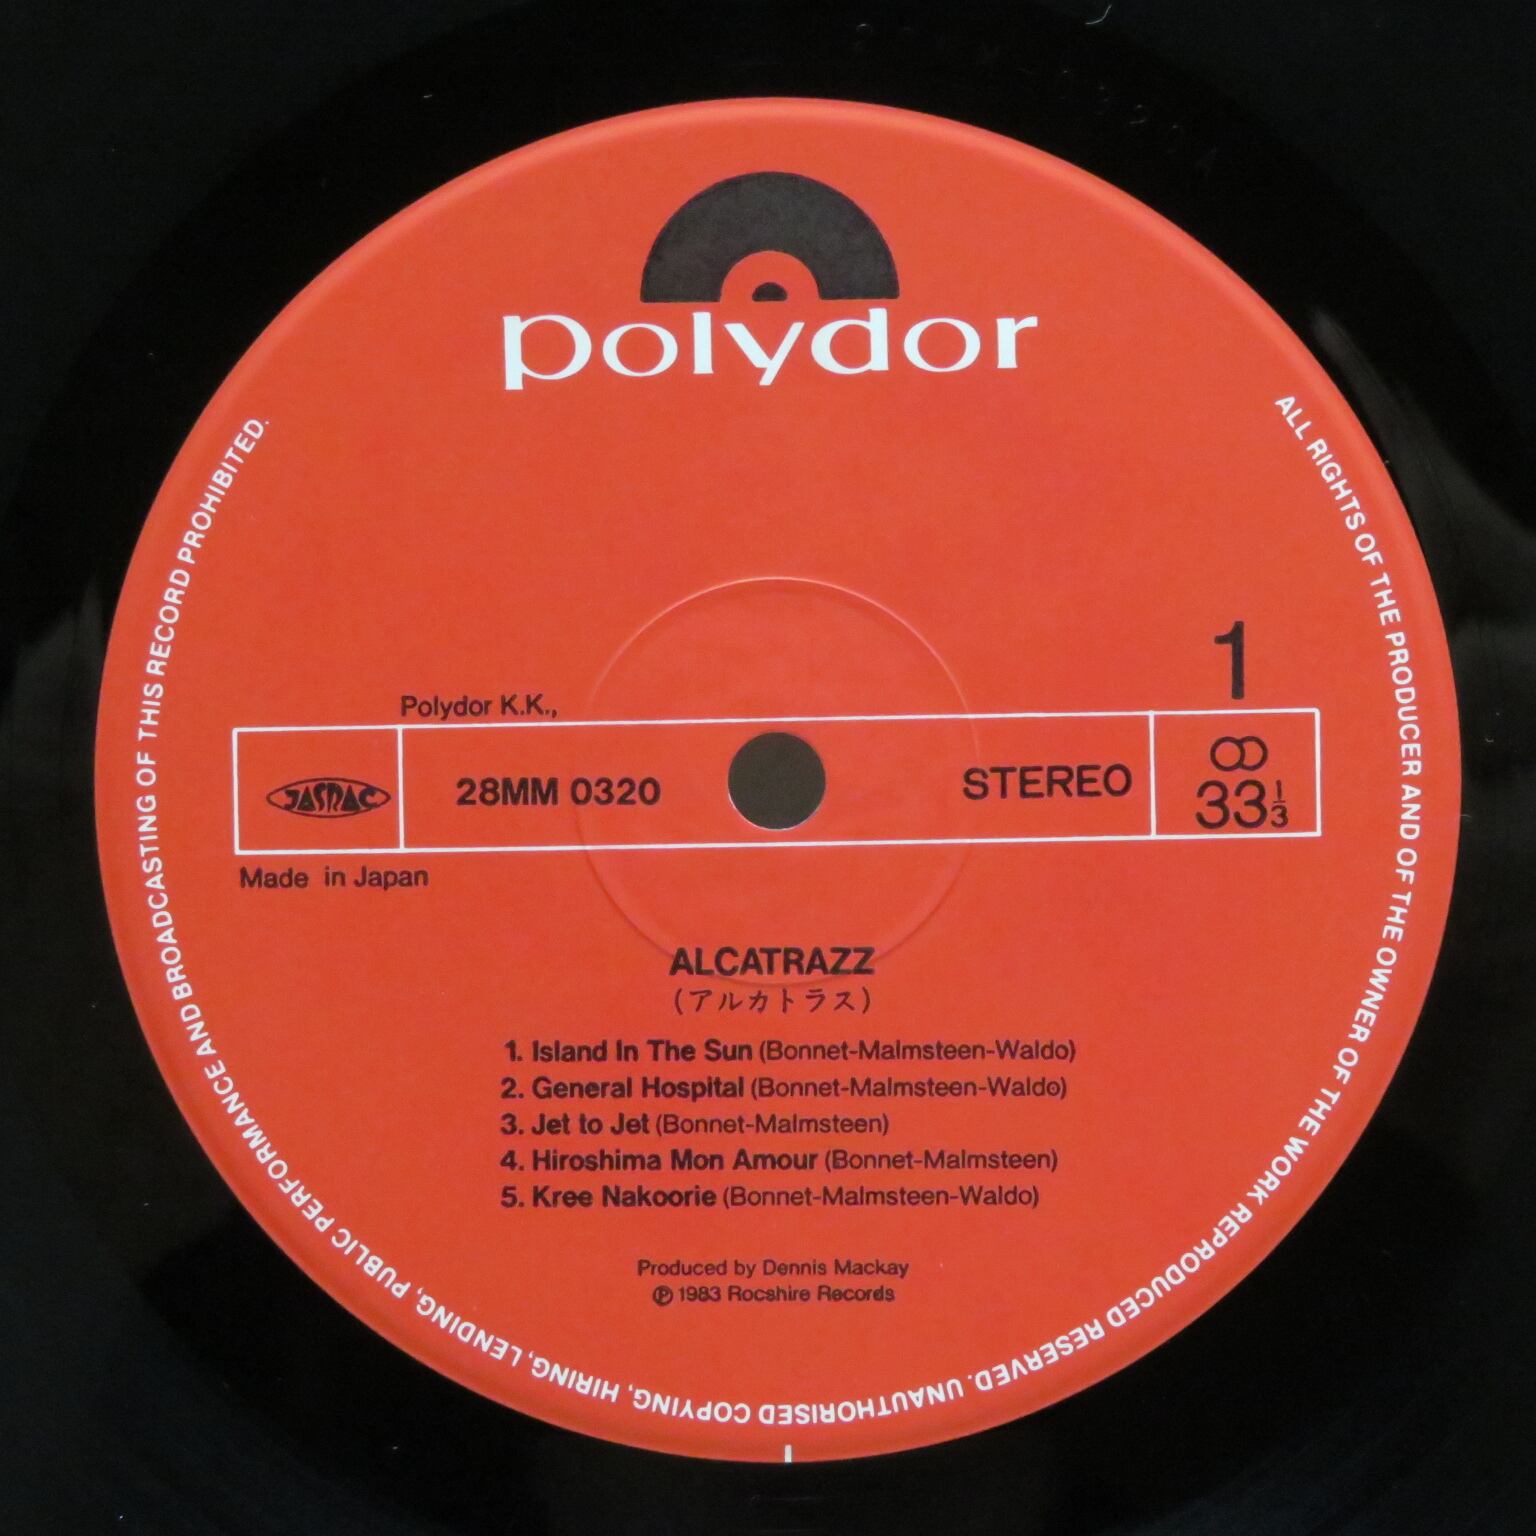 polydor
1
Polydor K.K.,
JASRAC
28MM 0320
STEREO
33⅓
Made in Japan
ALCATRAZZ
(アルカトラス)
1. Island In The Sun (Bonnet-Malmsteen-Waldo)
2. General Hospital (Bonnet-Malmsteen-Waldo)
3. Jet to Jet (Bonnet-Malmsteen)
4. Hiroshima Mon Amour (Bonnet-Malmsteen)
5. Kree Nakoorie (Bonnet-Malmsteen-Waldo)
Produced by Dennis Mackay
℗ 1983 Rocshire Records
ALL RIGHTS OF THE PRODUCER AND OF THE OWNER OF THE WORK REPRODUCED RESERVED. UNAUTHORISED COPYING, HIRING, LENDING, PUBLIC PERFORMANCE AND BROADCASTING OF THIS RECORD PROHIBITED.